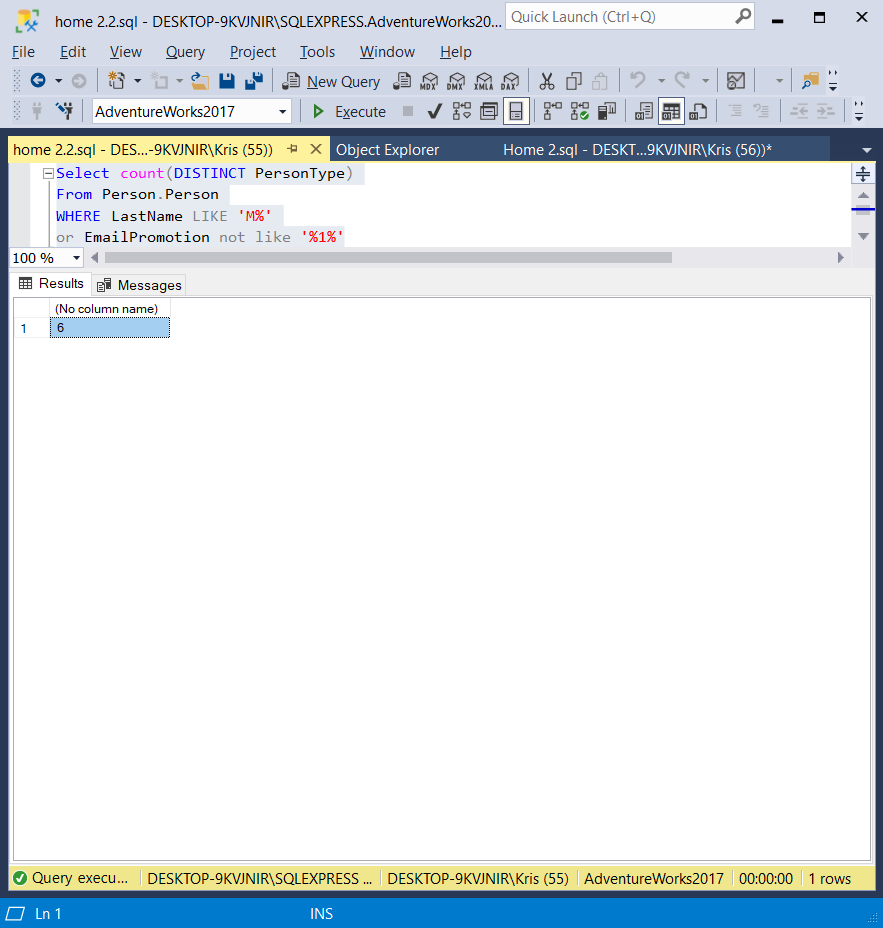 home 2.2.sql - DESKTOP-9KVJNIR\SQLEXPRESS.AdventureWorks20...
Quick Launch (Ctrl+Q)
File Edit View Query Project Tools Window Help
New Query MDX DMX XMLA DAX
AdventureWorks2017 Execute
home 2.2.sql - DES...-9KVJNIR\Kris (55))
Object Explorer
Home 2.sql - DESKT...9KVJNIR\Kris (56))*
Select count(DISTINCT PersonType)
From Person.Person
WHERE LastName LIKE 'M%'
or EmailPromotion not like '%1%'
100 %
Results Messages
(No column name)
1 6
Query execu... DESKTOP-9KVJNIR\SQLEXPRESS ... DESKTOP-9KVJNIR\Kris (55) AdventureWorks2017 00:00:00 1 rows
Ln 1 INS